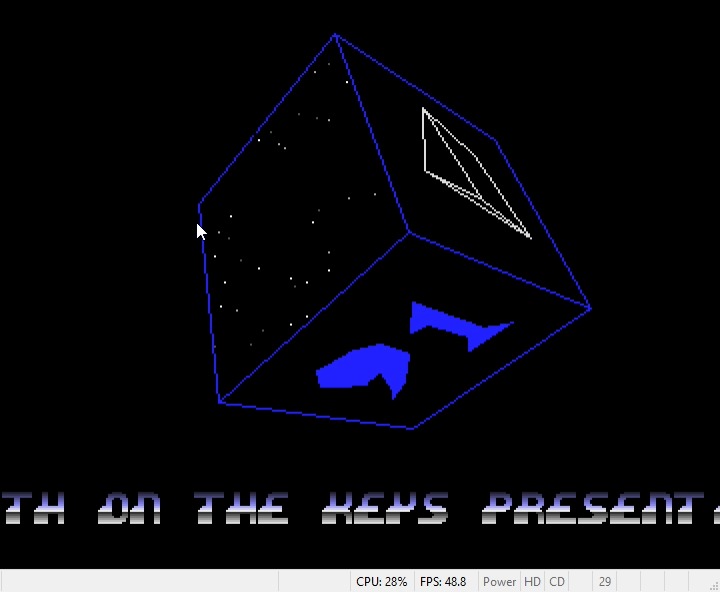 TH ON THE KEYS PRESENT
CPU: 28% FPS: 48.8 Power HD CD 29